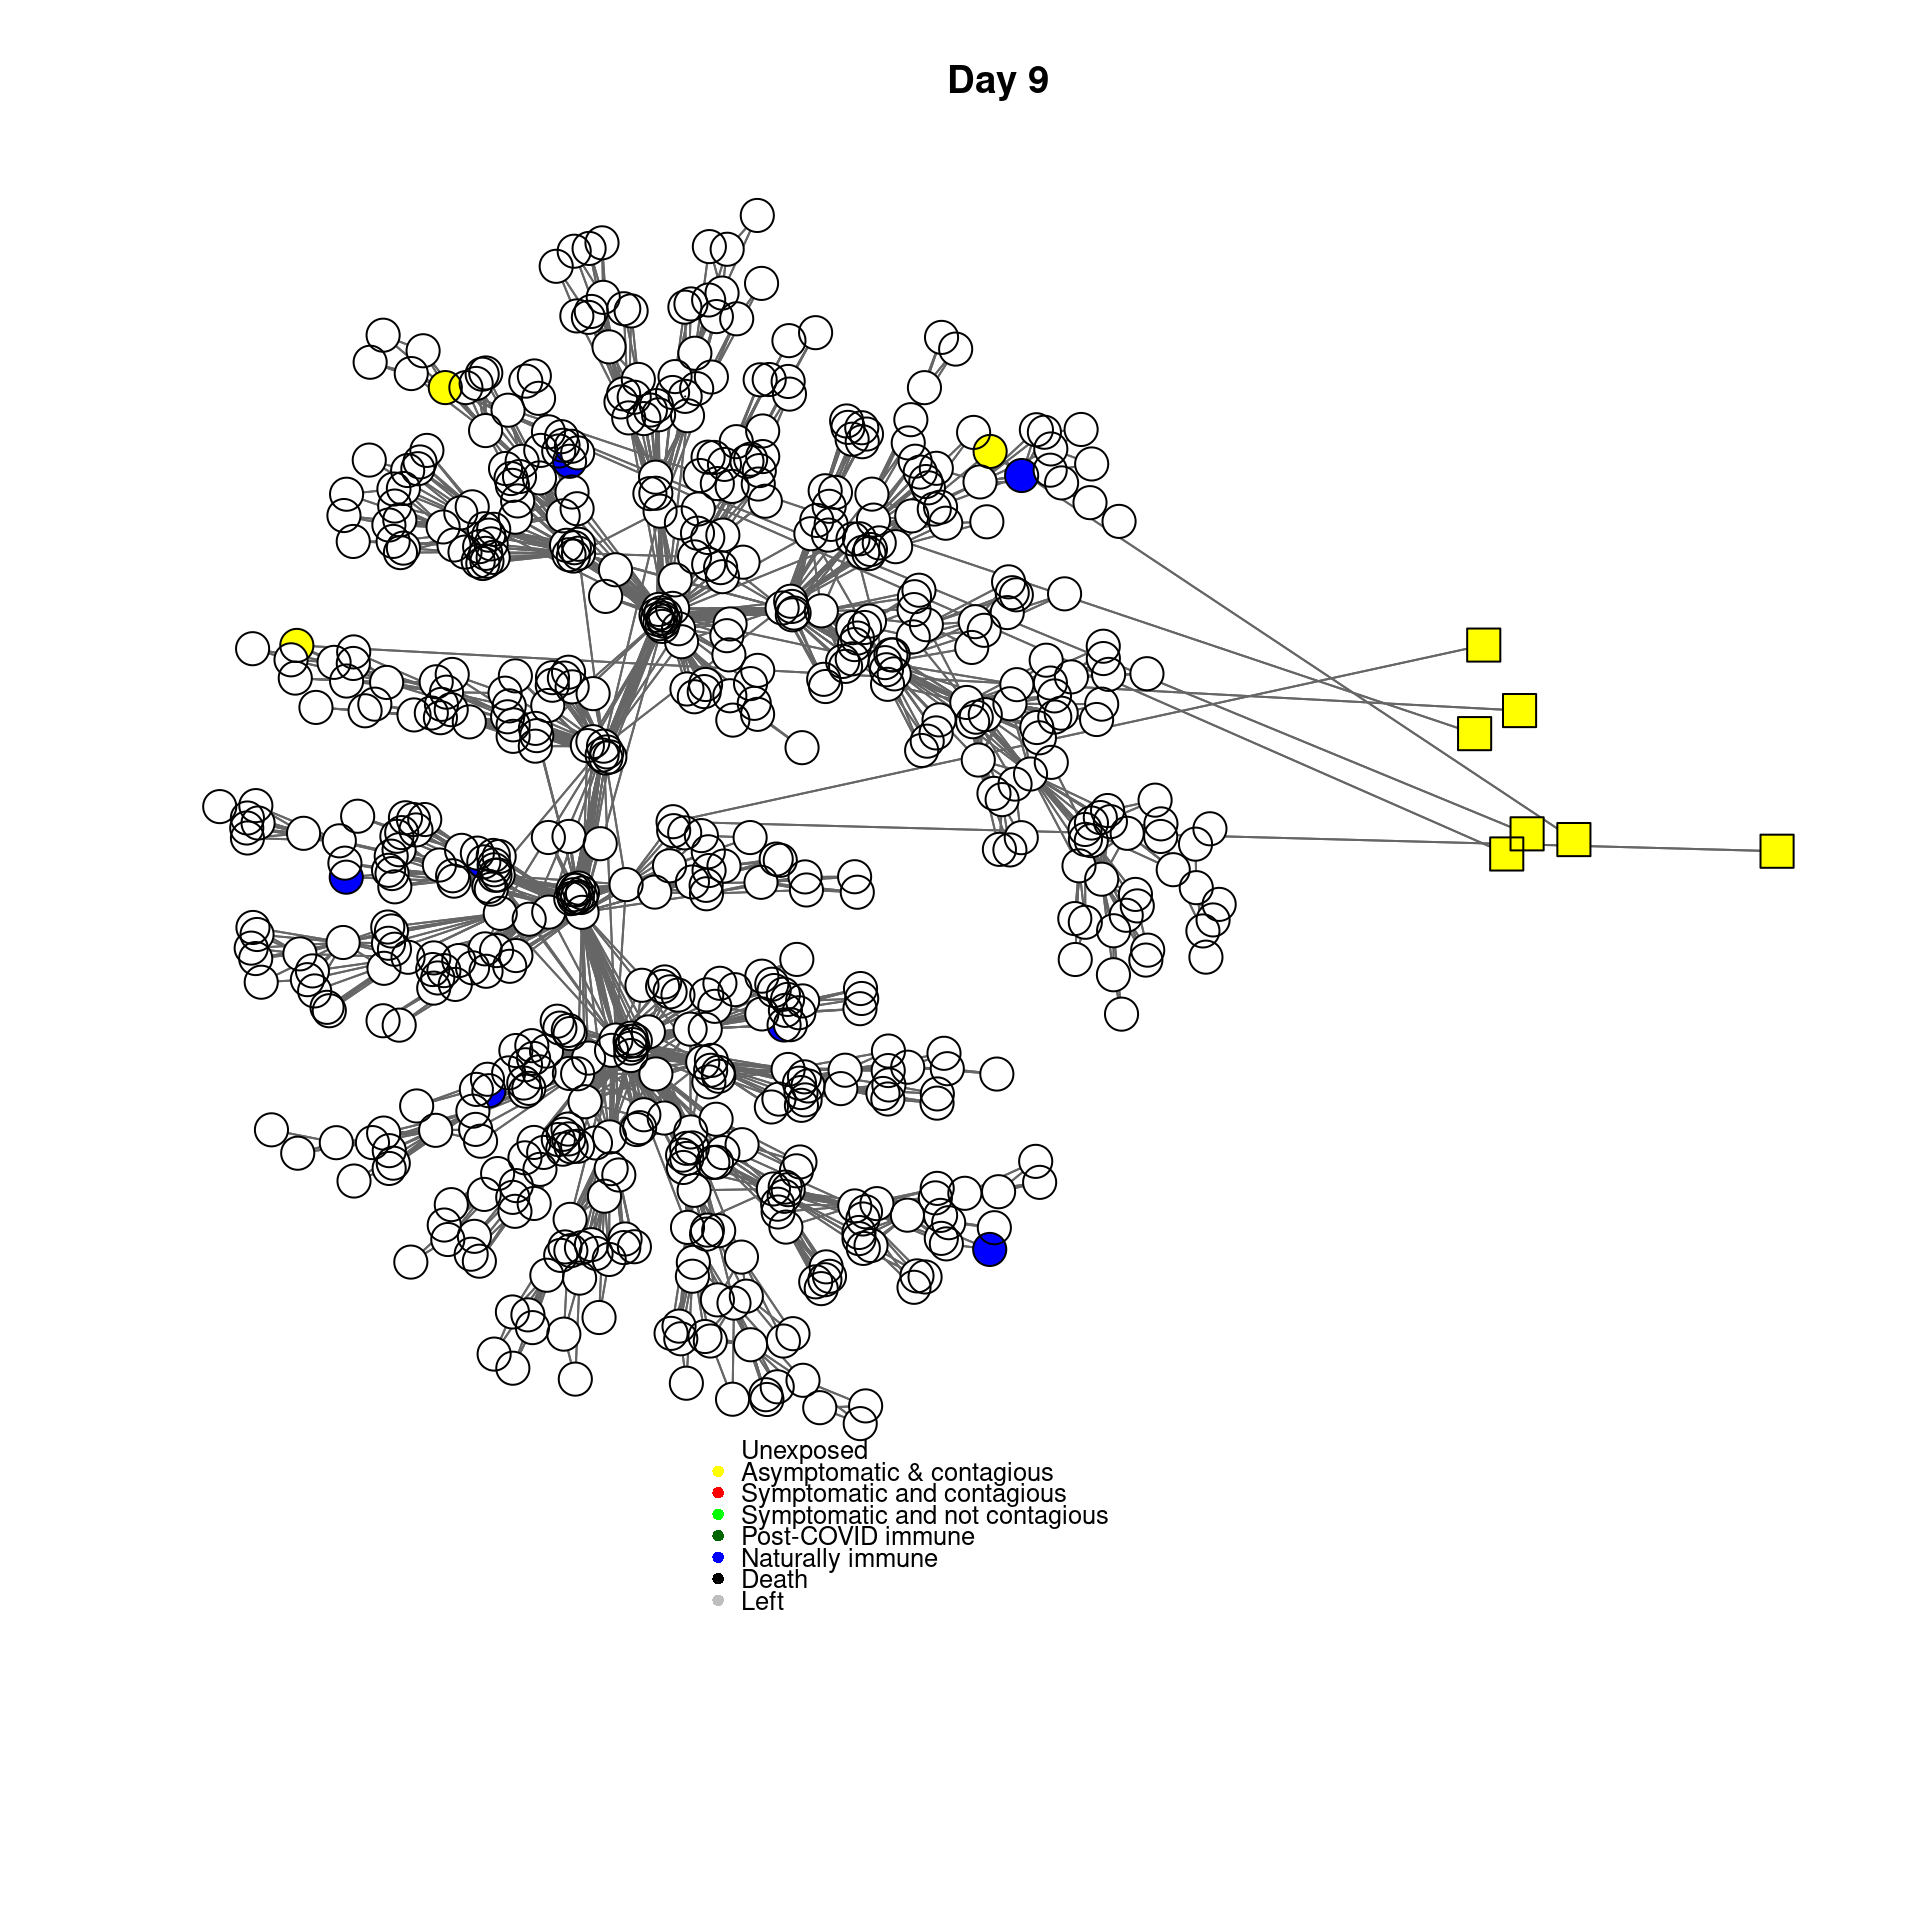 Day 9
Unexposed
Asymptomatic & contagious
Symptomatic and contagious
Symptomatic and not contagious
Post-COVID immune
Naturally immune
Death
Left